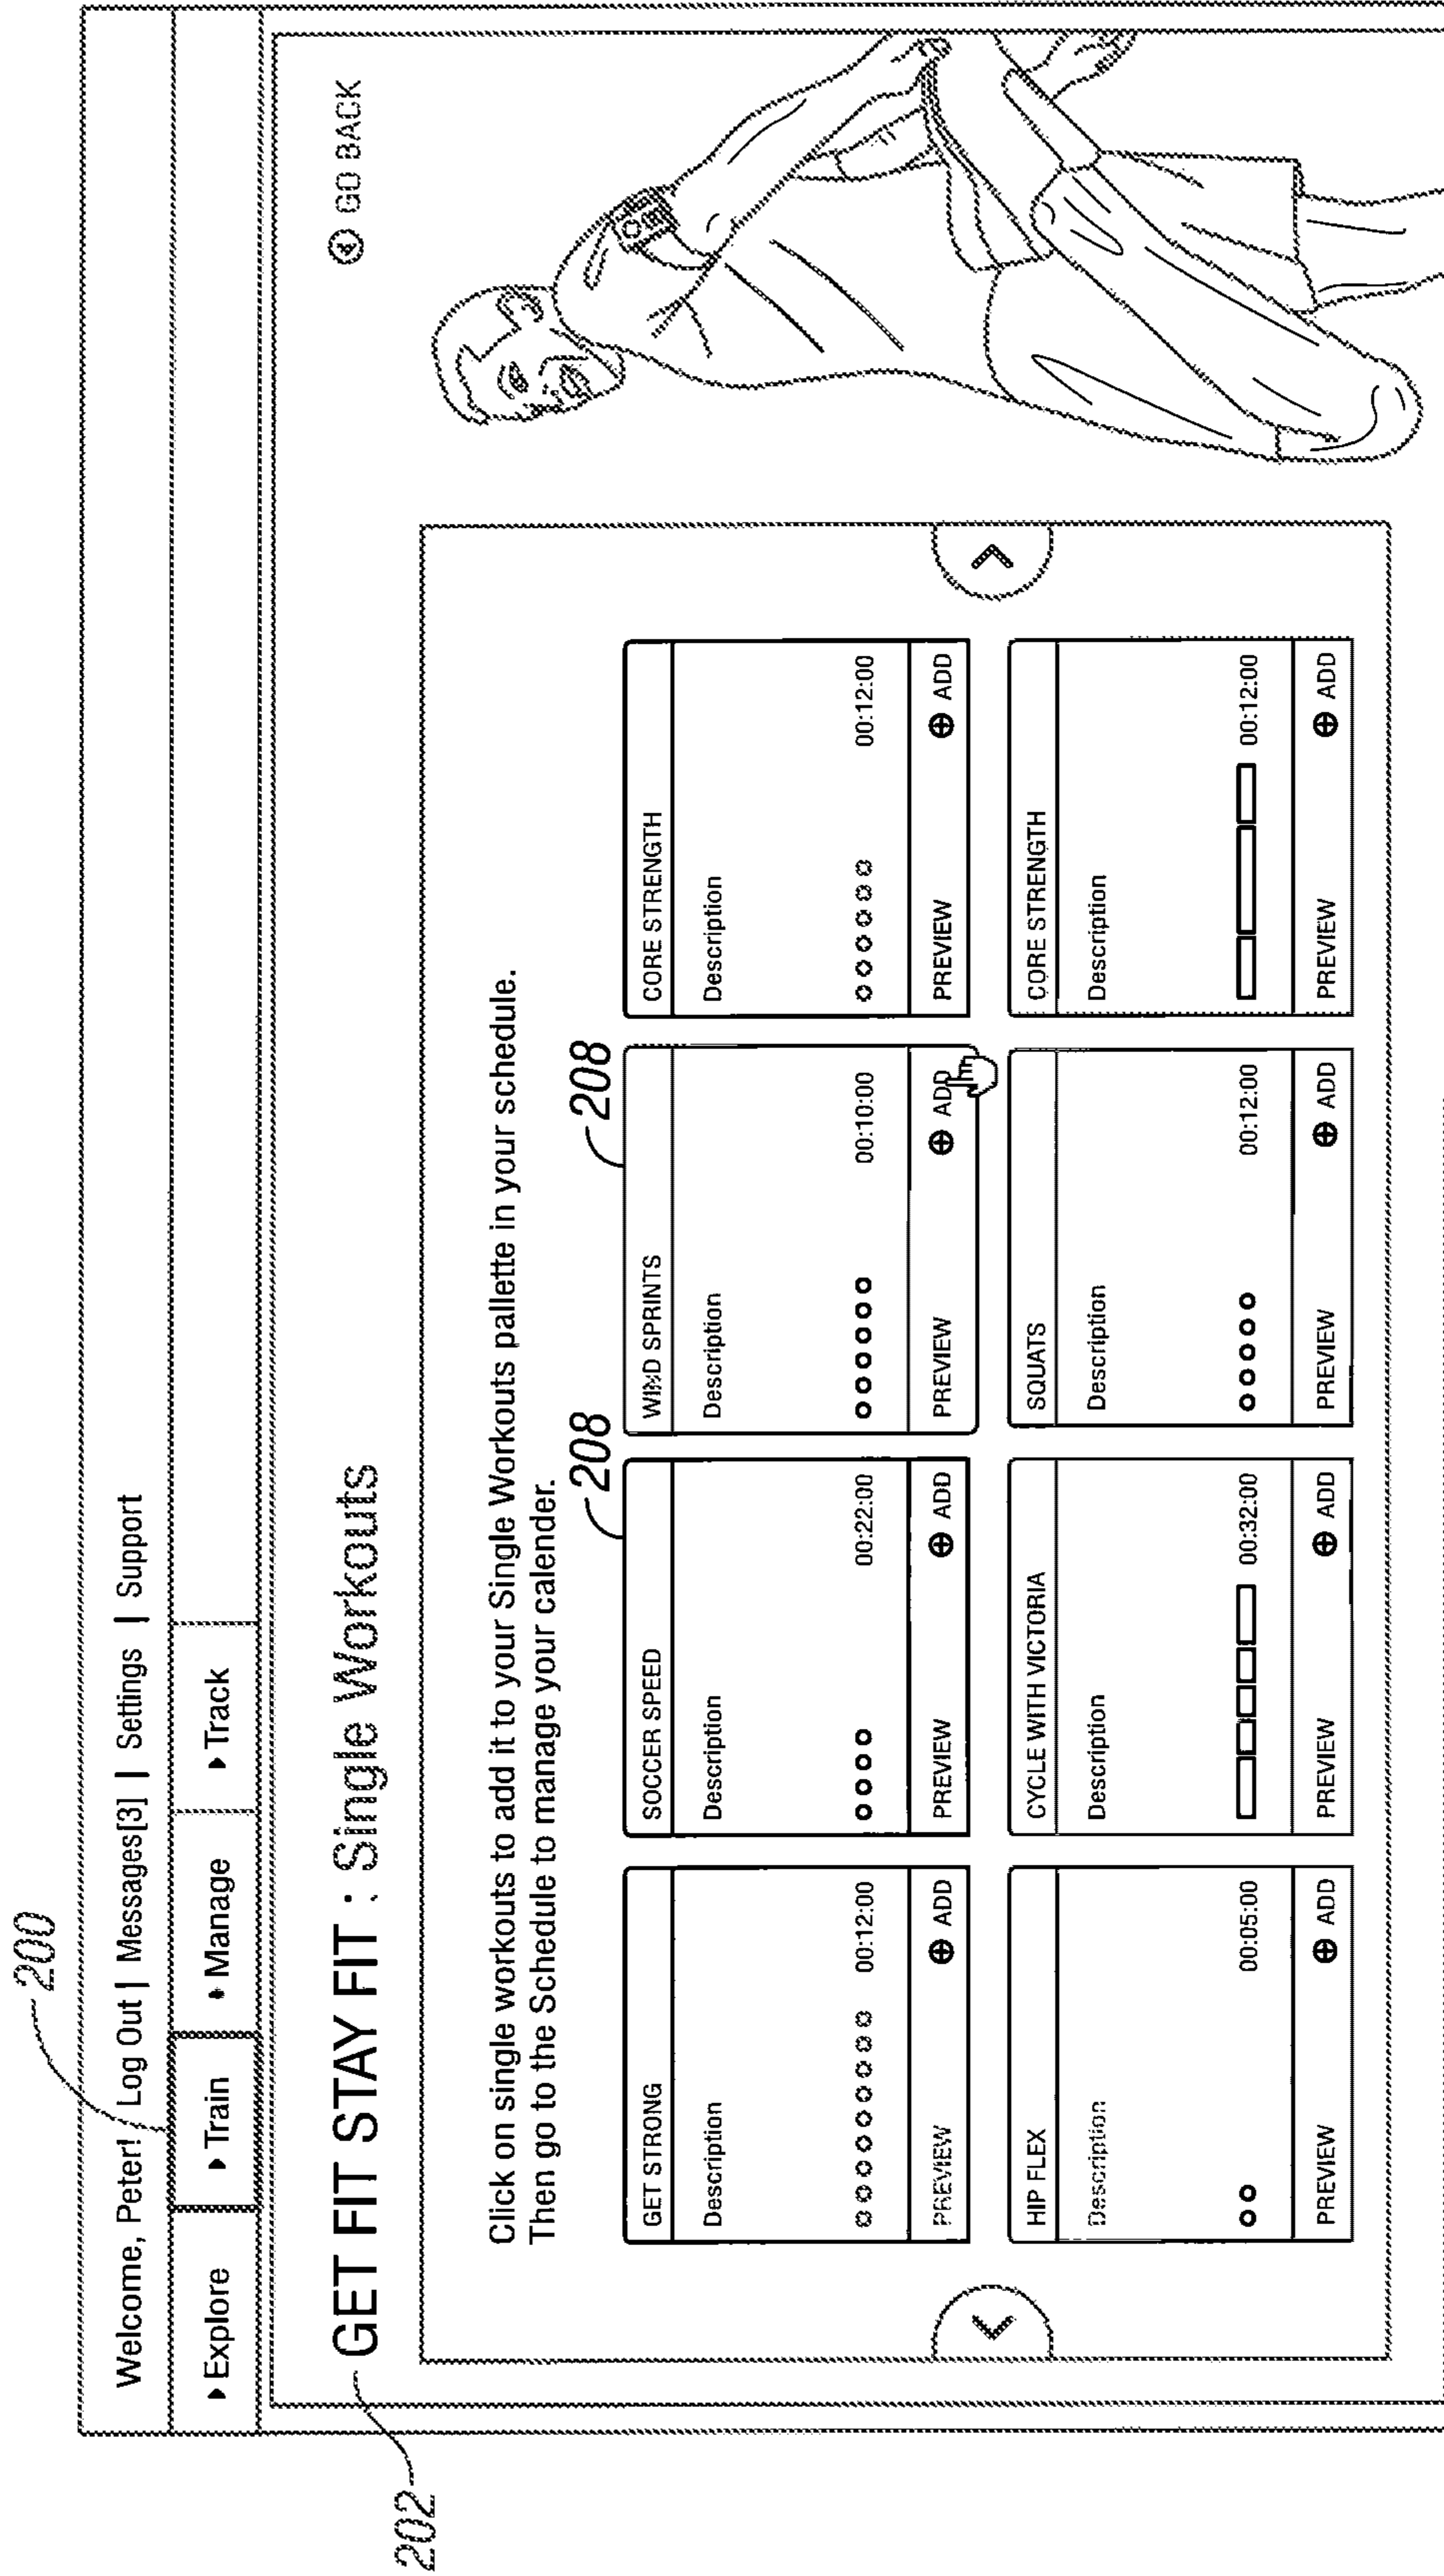 200
Welcome, Peter! Log Out | Messages[3] | Settings | Support
Explore Train Manage Track
202
GET FIT STAY FIT : Single Workouts
GO BACK
Click on single workouts to add it to your Single Workouts pallette in your schedule.
Then go to the Schedule to manage your calender.
208
208
GET STRONG
Description
00:12:00
PREVIEW ADD
SOCCER SPEED
Description
00:22:00
PREVIEW ADD
WIND SPRINTS
Description
00:10:00
PREVIEW ADD
CORE STRENGTH
Description
00:12:00
PREVIEW ADD
HIP FLEX
Description
00:05:00
PREVIEW ADD
CYCLE WITH VICTORIA
Description
00:32:00
PREVIEW ADD
SQUATS
Description
00:12:00
PREVIEW ADD
CORE STRENGTH
Description
00:12:00
PREVIEW ADD